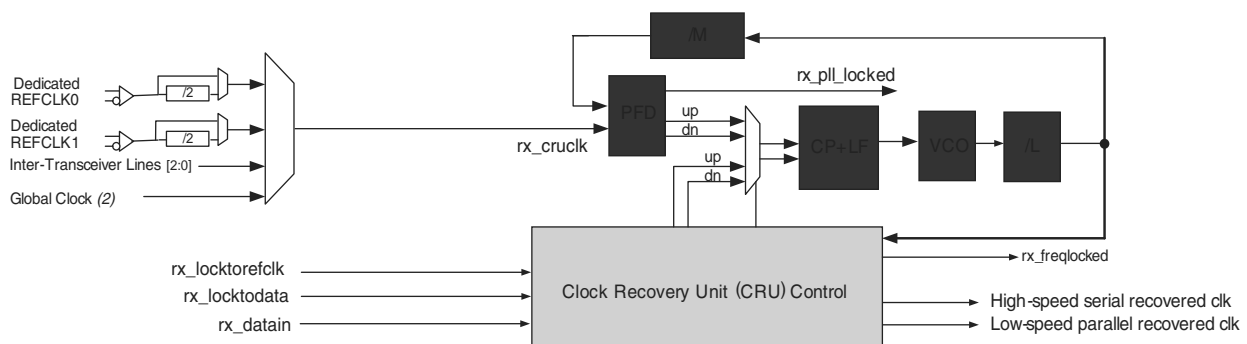 /M
Dedicated
REFCLK0
/2
rx_pll_locked
PFD
up
dn
Dedicated
REFCLK1
/2
rx_cruclk
up
dn
CP+LF
VCO
/L
Inter-Transceiver Lines [2:0]
Global Clock (2)
rx_locktorefclk
rx_locktodata
rx_datain
Clock Recovery Unit (CRU) Control
rx_freqlocked
High-speed serial recovered clk
Low-speed parallel recovered clk